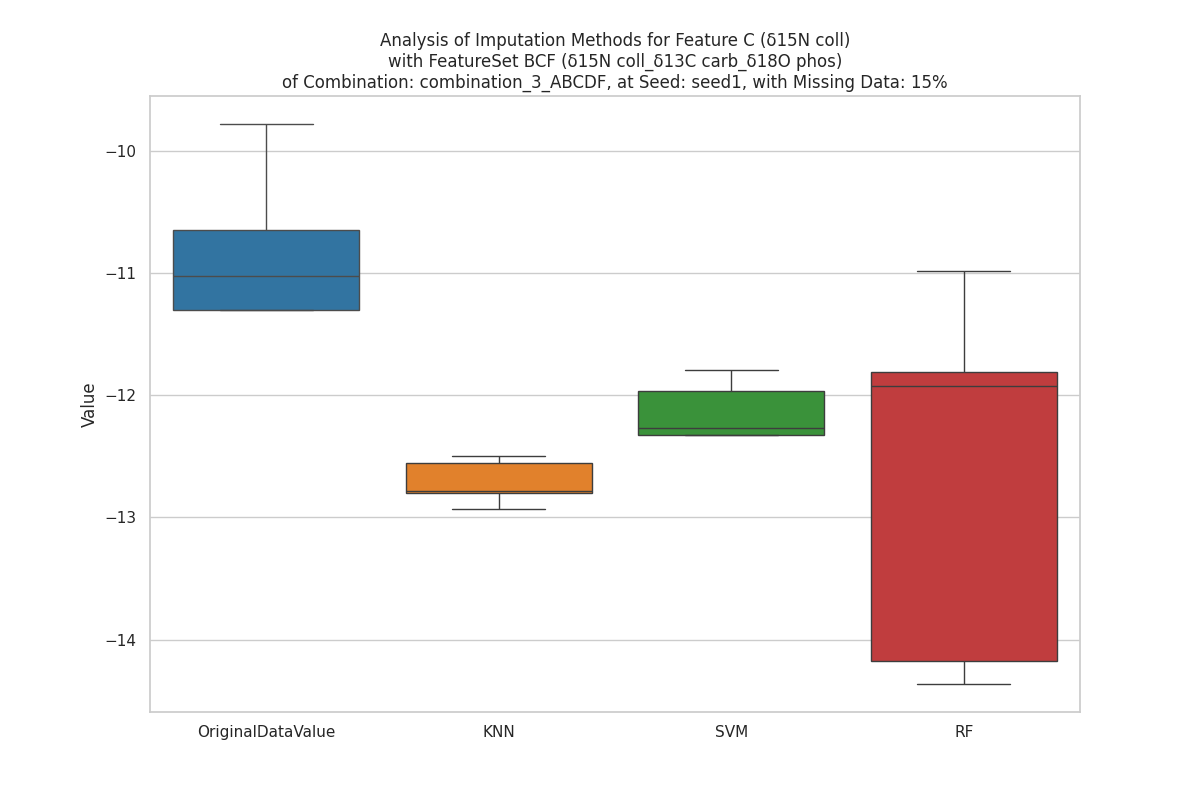 Analysis of Imputation Methods for Feature C (δ15N coll)
with FeatureSet BCF (δ15N coll_δ13C carb_δ18O phos)
of Combination: combination_3_ABCDF, at Seed: seed1, with Missing Data: 15%
Value
−10
−11
−12
−13
−14
OriginalDataValue
KNN
SVM
RF